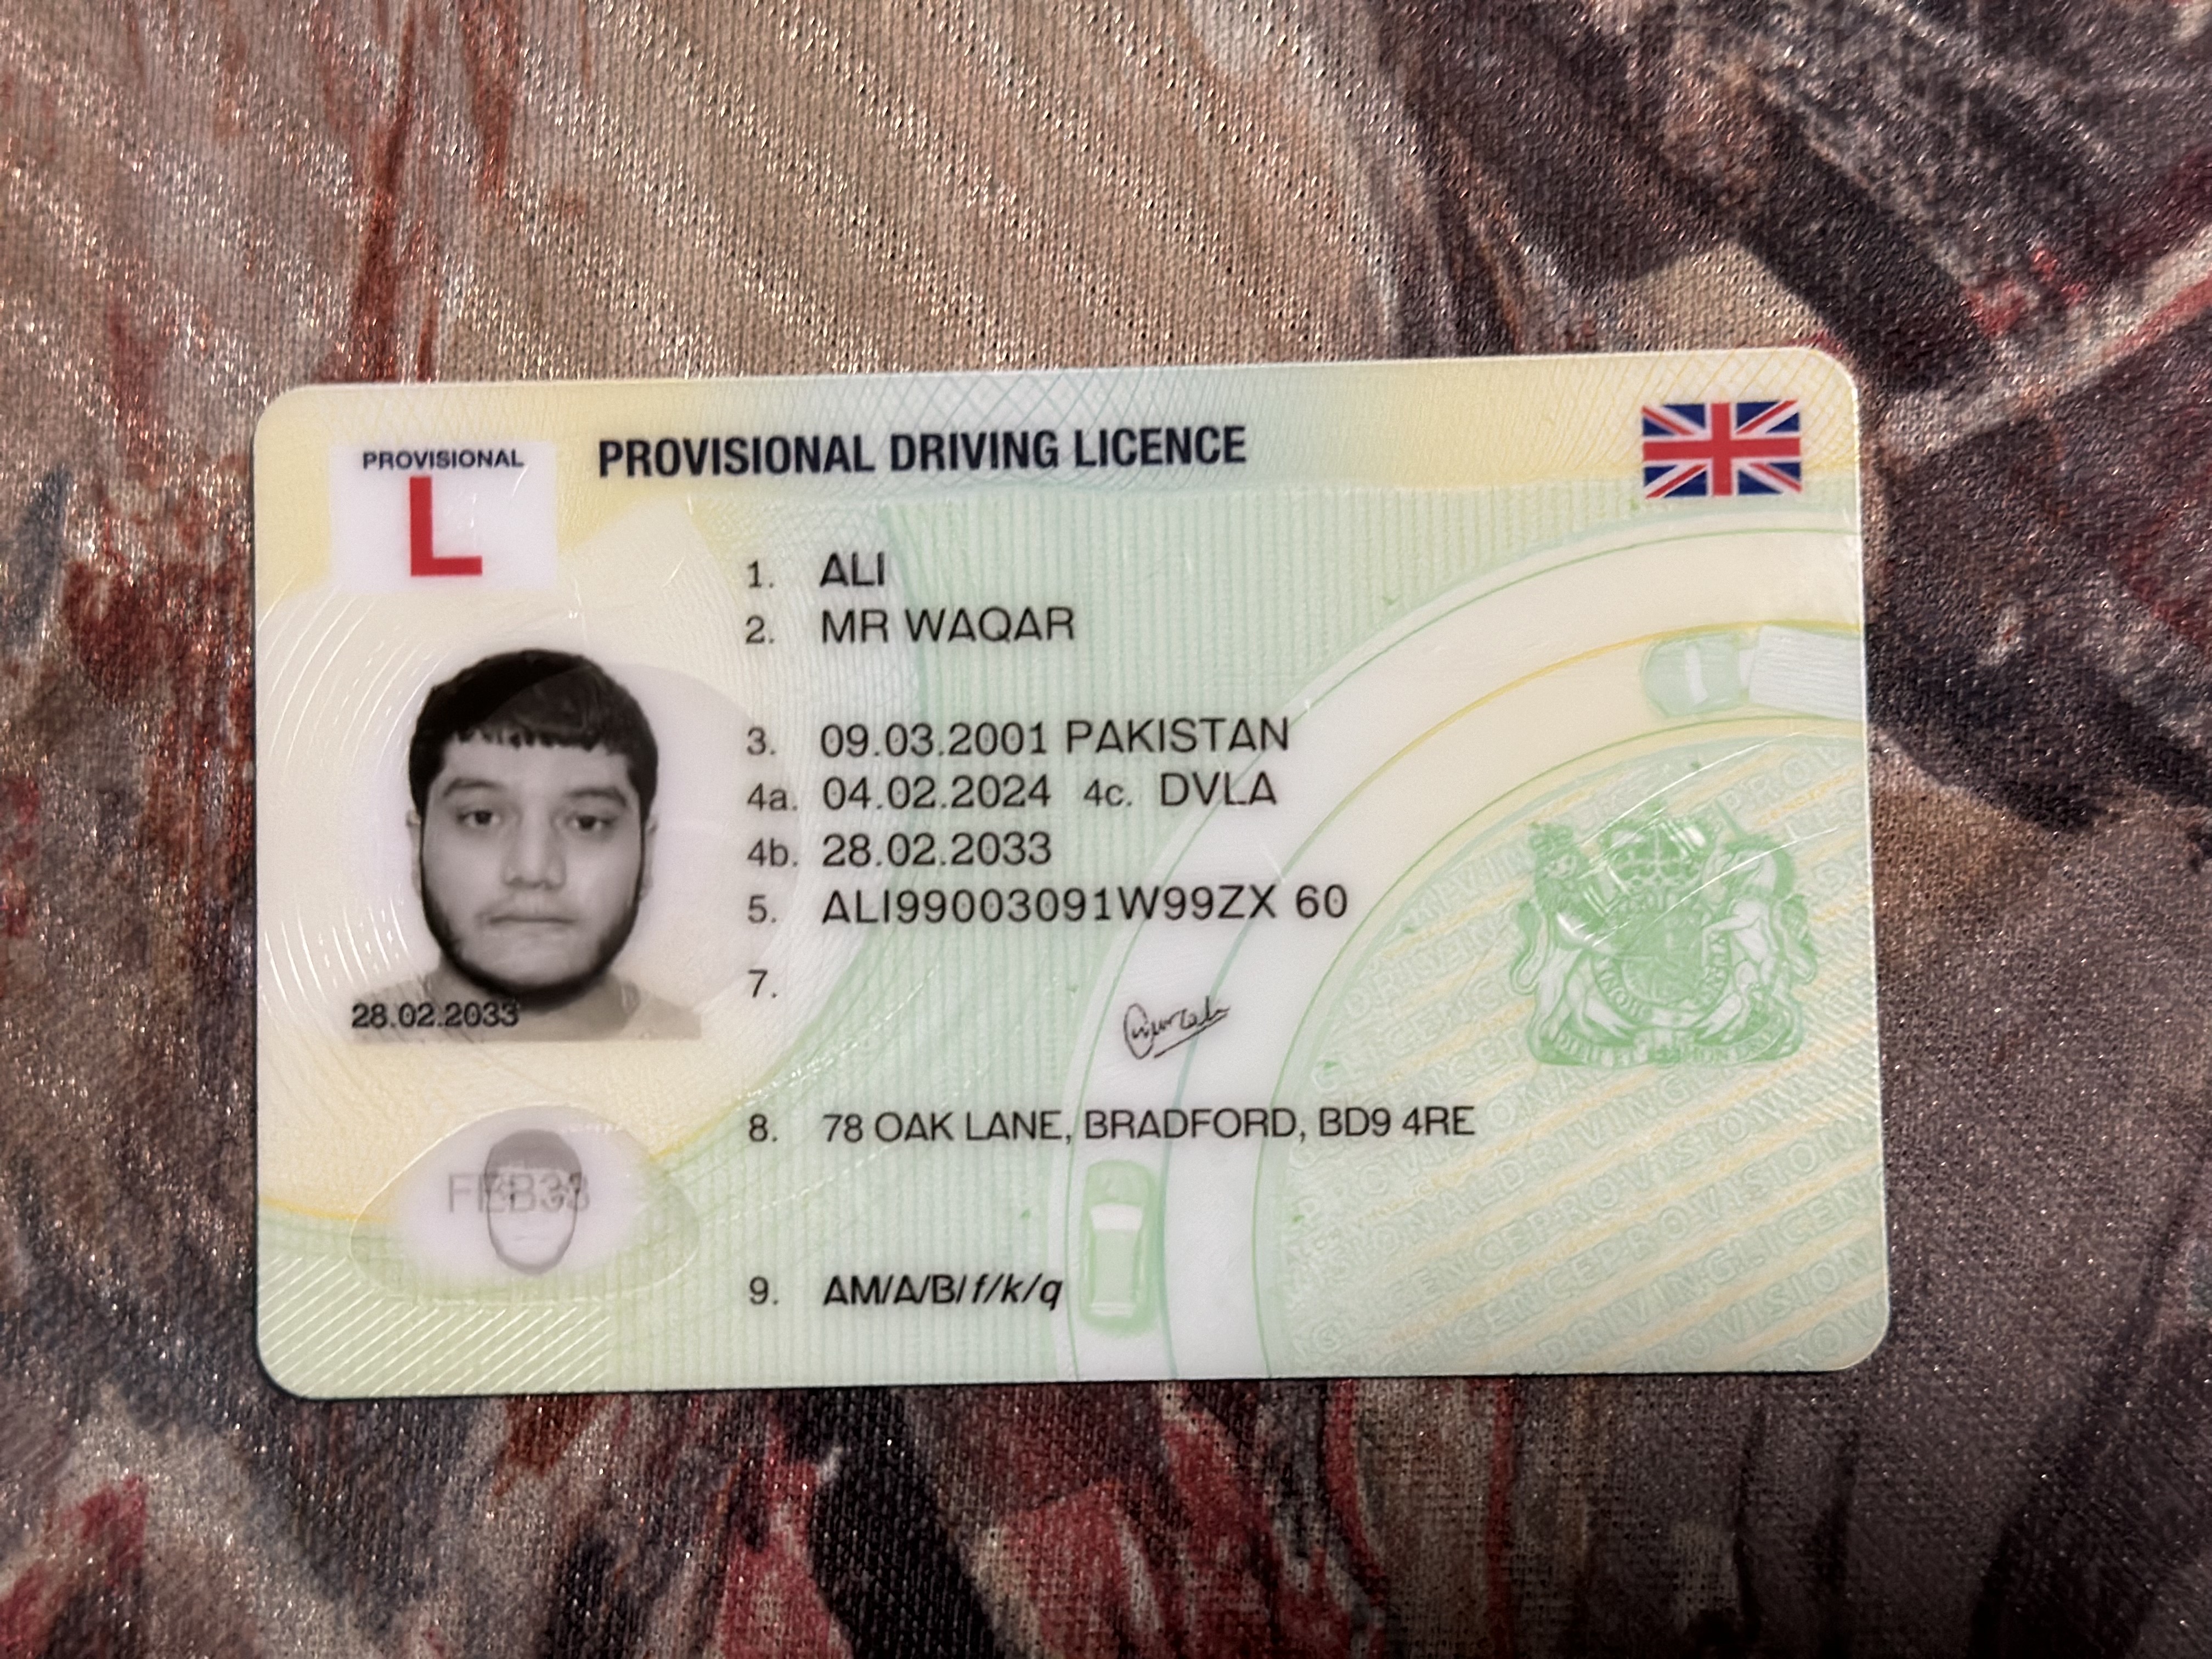 PROVISIONAL
L
PROVISIONAL DRIVING LICENCE
1. ALI
2. MR WAQAR
3. 09.03.2001 PAKISTAN
4a. 04.02.2024 4c. DVLA
4b. 28.02.2033
5. ALI99003091W99ZX 60
7.
8. 78 OAK LANE, BRADFORD, BD9 4RE
9. AM/A/B/f/k/q
28.02.2033